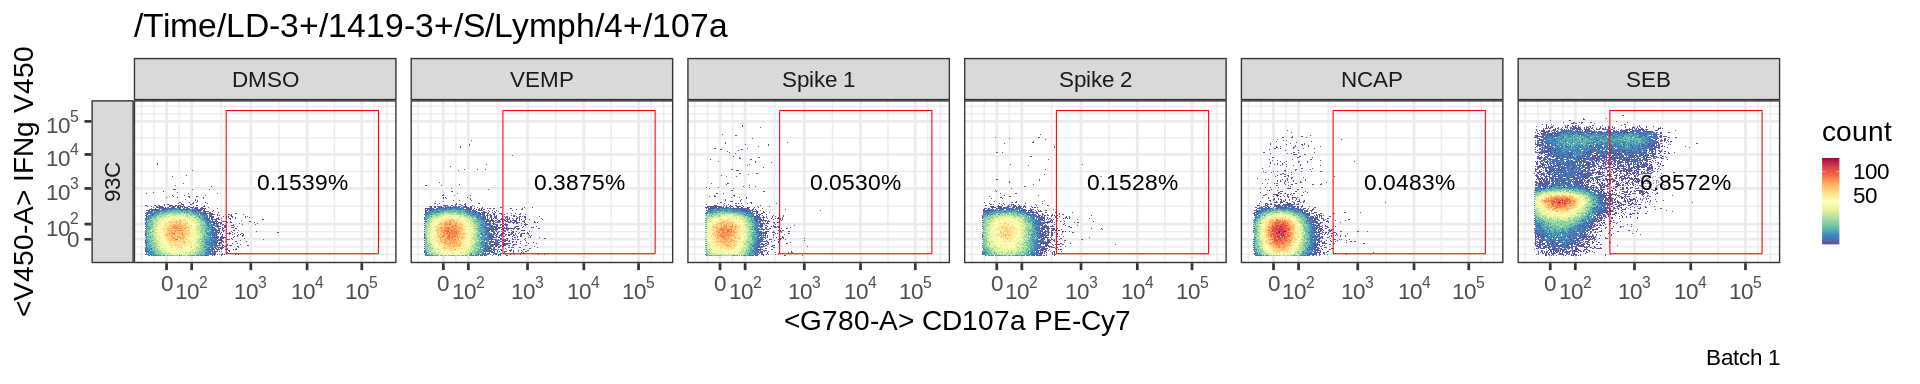 /Time/LD-3+/1419-3+/S/Lymph/4+/107a
DMSO VEMP Spike 1 Spike 2 NCAP SEB
<V450-A> IFNg V450
93C
10^5
10^4
10^3
10^2
0
0.1539% 0.3875% 0.0530% 0.1528% 0.0483% 6.8572%
count
100
50
0 10^2 10^3 10^4 10^5 0 10^2 10^3 10^4 10^5 0 10^2 10^3 10^4 10^5 0 10^2 10^3 10^4 10^5 0 10^2 10^3 10^4 10^5 0 10^2 10^3 10^4 10^5
<G780-A> CD107a PE-Cy7
Batch 1